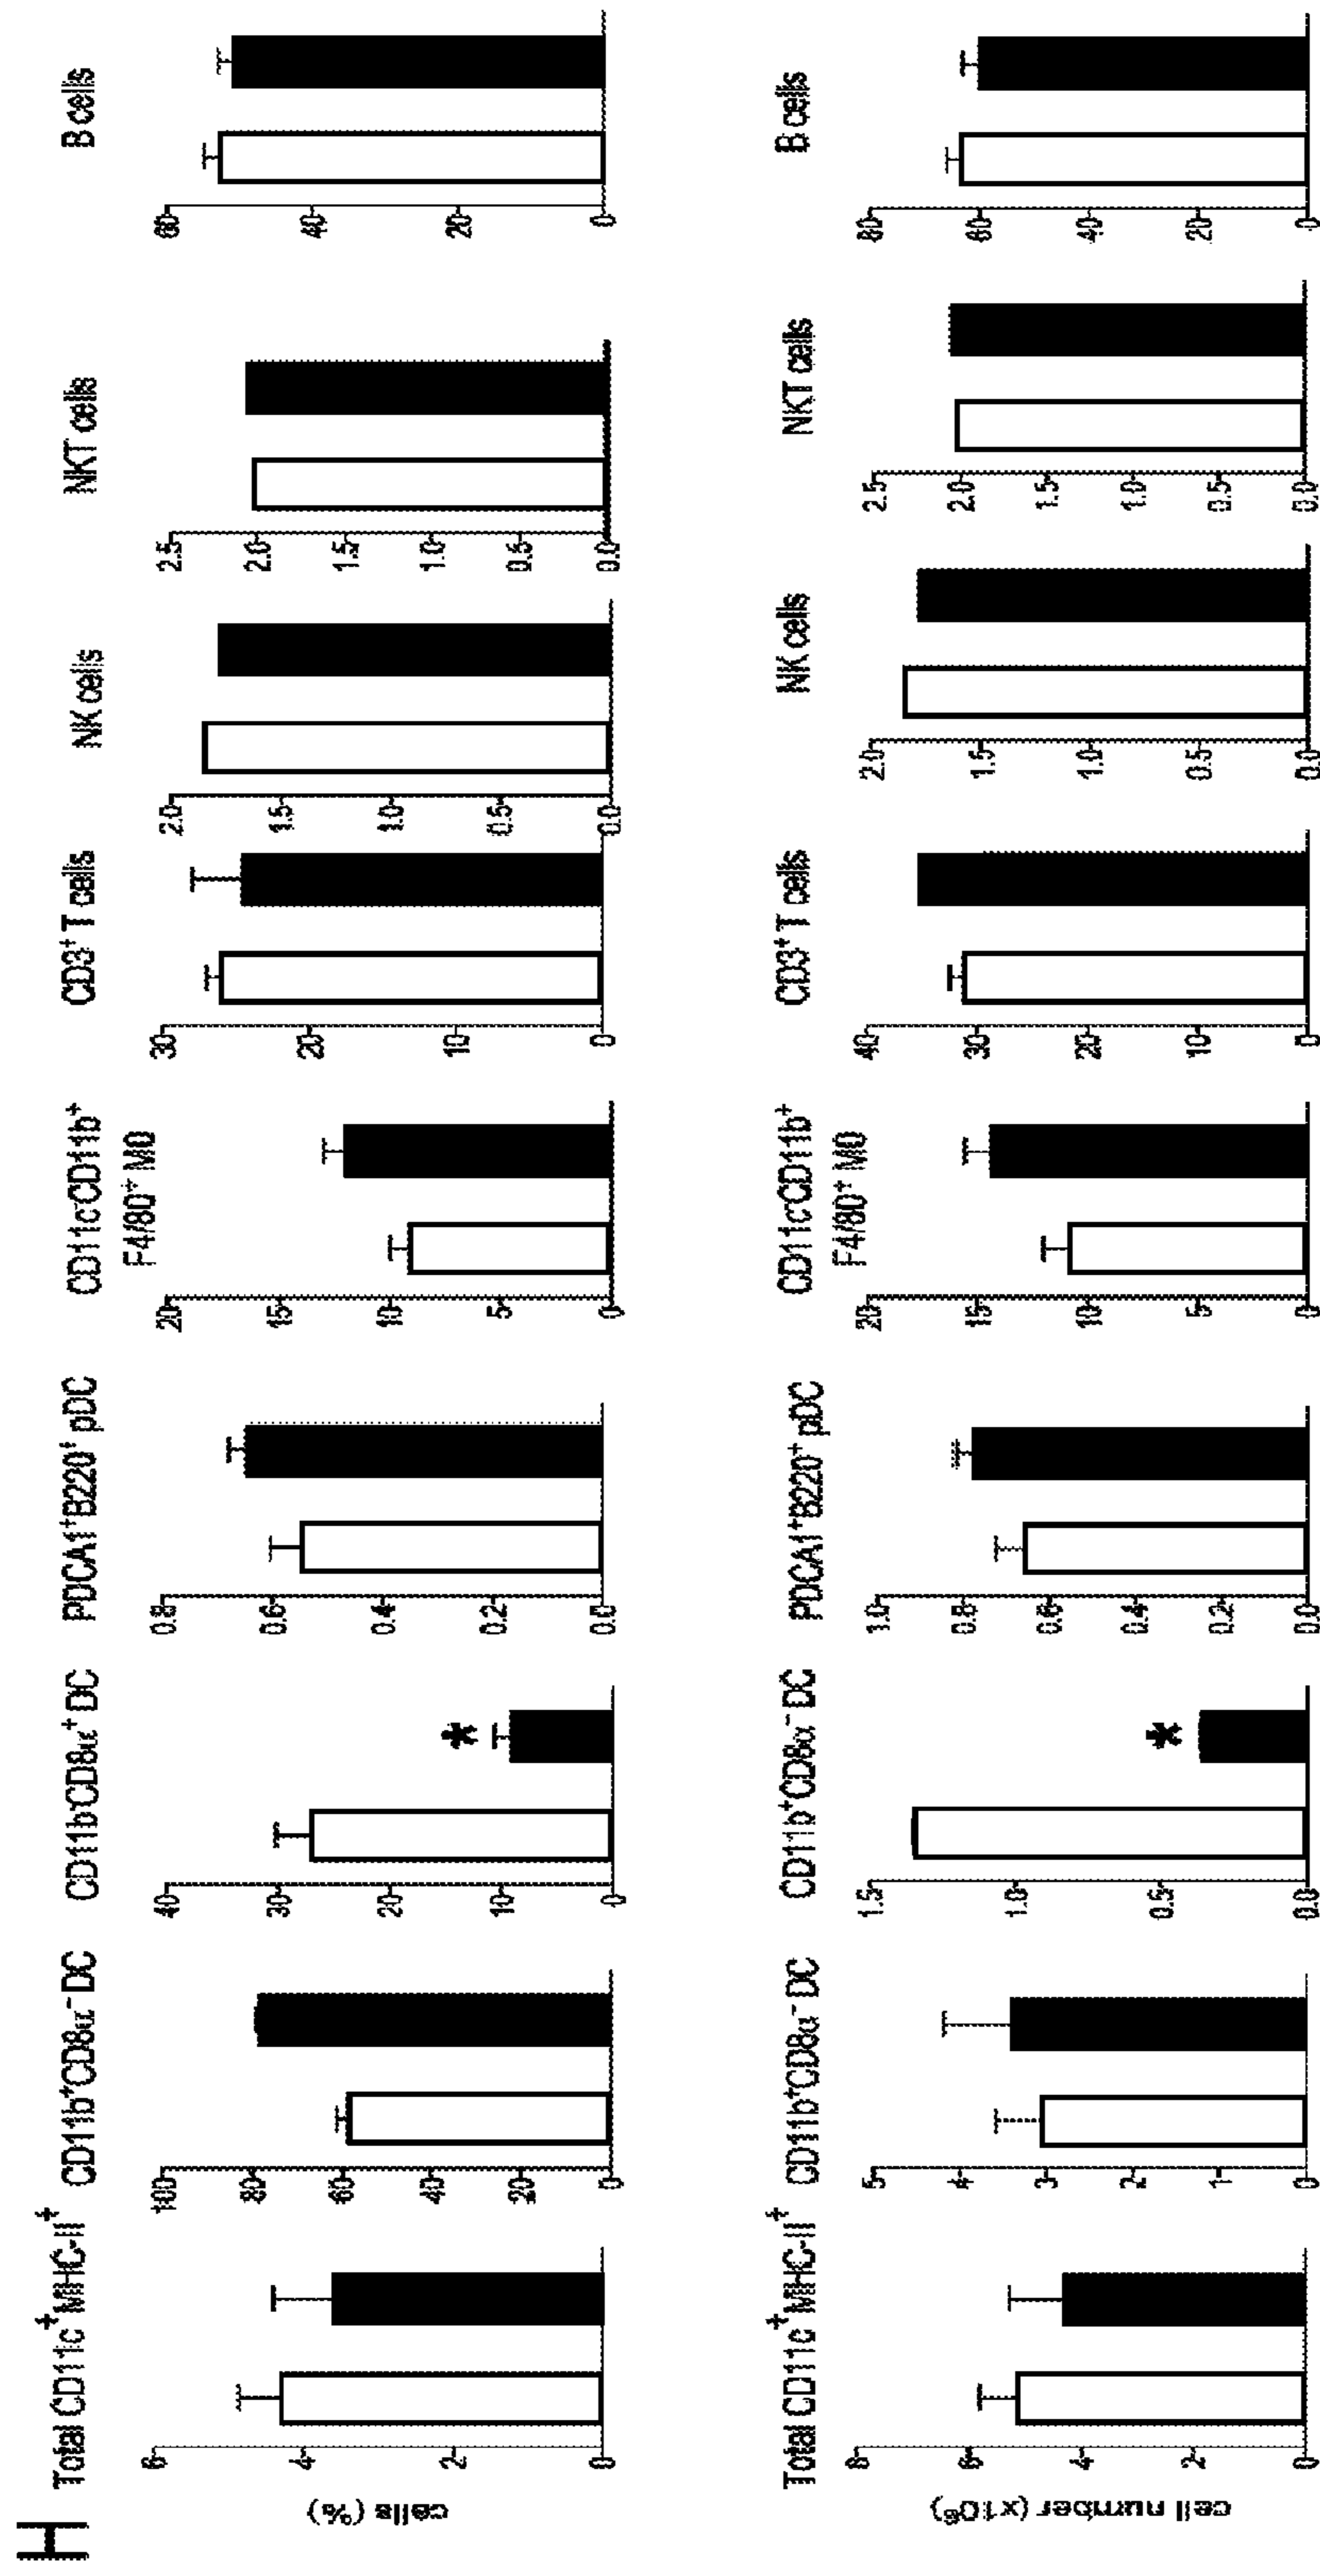 H
Total CD11c⁺MHC-II⁺
CD11b⁺CD8α⁻ DC
CD11b⁻CD8α⁺ DC
PDCA1⁺B220⁺ pDC
CD11c⁻CD11b⁺
F4/80⁺ MØ
CD3⁺ T cells
NK cells
NKT cells
B cells
cells (%)
6 4 2 0
100 80 60 40 20 0
40 30 20 10 0
0.8 0.6 0.4 0.2 0.0
20 15 10 5 0
30 20 10 0
2.0 1.5 1.0 0.5 0.0
2.5 2.0 1.5 1.0 0.5 0.0
60 40 20 0
*
Total CD11c⁺MHC-II⁺
CD11b⁺CD8α⁻ DC
CD11b⁺CD8α⁻ DC
PDCA1⁺B220⁺ pDC
CD11c⁻CD11b⁺
F4/80⁺ MØ
CD3⁺ T cells
NK cells
NKT cells
B cells
cell number (x10⁶)
8 6 4 2 0
5 4 3 2 1 0
1.5 1.0 0.5 0.0
1.0 0.8 0.6 0.4 0.2 0.0
20 15 10 5 0
40 30 20 10 0
2.0 1.5 1.0 0.5 0.0
2.5 2.0 1.5 1.0 0.5 0.0
80 60 40 20 0
*